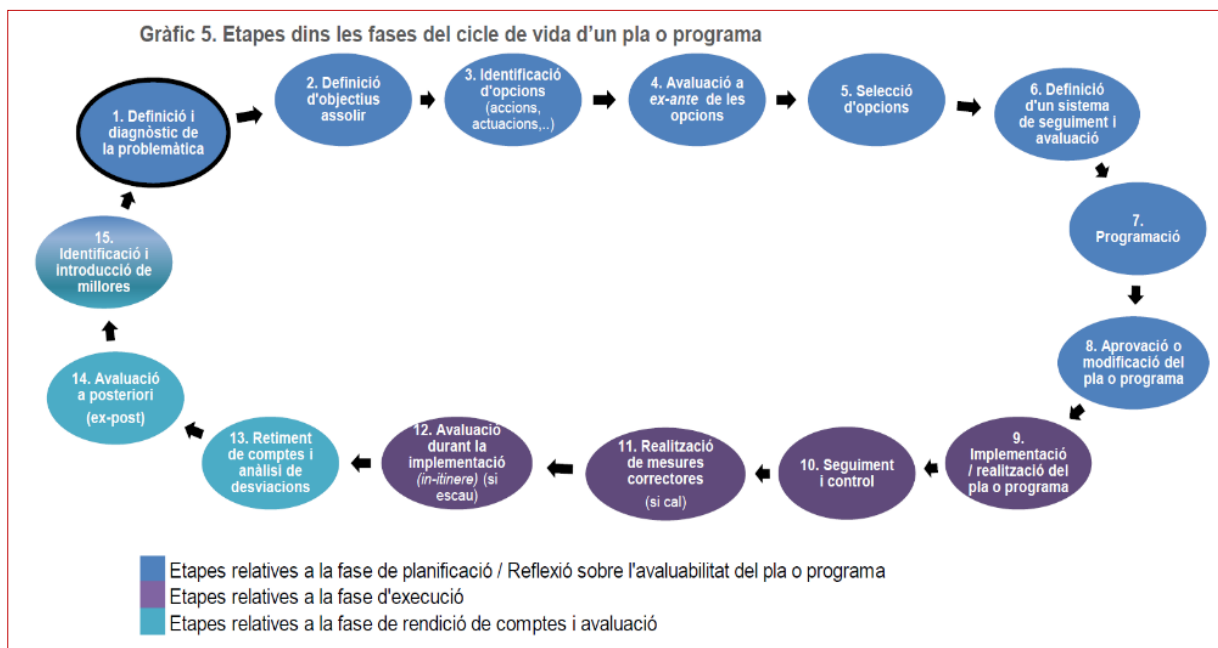 Gràfic 5. Etapes dins les fases del cicle de vida d'un pla o programa
1. Definició i
diagnòstic de
la problemàtica
2. Definició
d'objectius
assolir
3. Identificació
d'opcions
(accions,
actuacions,..)
4. Avaluació a
ex-ante de les
opcions
5. Selecció
d'opcions
6. Definició
d'un sistema
de seguiment i
avaluació
7.
Programació
8. Aprovació o
modificació del
pla o programa
9.
Implementació
/ realització del
pla o programa
10. Seguiment
i control
11. Realització
de mesures
correctores
(si cal)
12. Avaluació
durant la
implementació
(in-itinere) (si
escau)
13. Retiment
de comptes i
anàlisi de
desviacions
14. Avaluació
a posteriori
(ex-post)
15.
Identificació i
introducció de
millores
Etapes relatives a la fase de planificació / Reflexió sobre l'avaluabilitat del pla o programa
Etapes relatives a la fase d'execució
Etapes relatives a la fase de rendició de comptes i avaluació